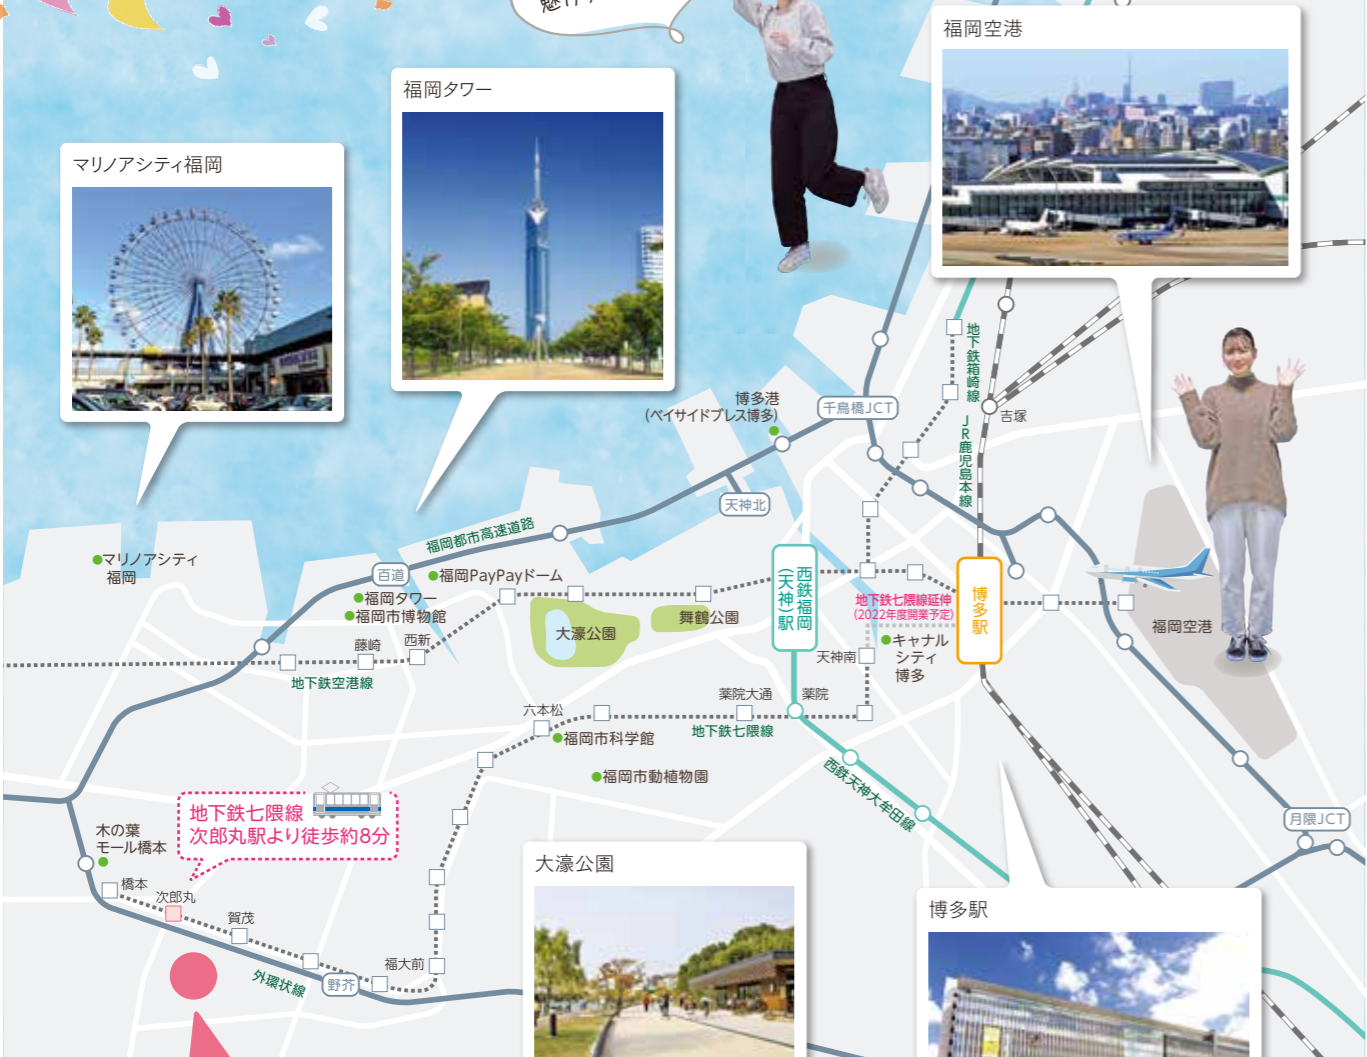 福岡空港
福岡タワー
マリノアシティ福岡
地下鉄箱崎線
博多港
(ベイサイドプレス博多)
千鳥橋JCT
吉塚
JR鹿児島本線
天神北
福岡都市高速道路
マリノアシティ
福岡
百道
福岡PayPayドーム
福岡タワー
福岡市博物館
西鉄福岡
(天神)駅
地下鉄七隈線延伸
(2022年度開業予定)
博多駅
舞鶴公園
大濠公園
福岡空港
キャナル
シティ
博多
藤崎
西新
天神南
地下鉄空港線
薬院大通
薬院
六本松
地下鉄七隈線
福岡市科学館
福岡市動植物園
西鉄天神大牟田線
地下鉄七隈線
次郎丸駅より徒歩約8分
月隈JCT
木の葉
モール橋本
大濠公園
橋本
次郎丸
賀茂
博多駅
福大前
外環状線
野芥